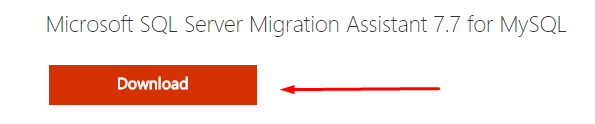 Microsoft SQL Server Migration Assistant 7.7 for MySQL
Download